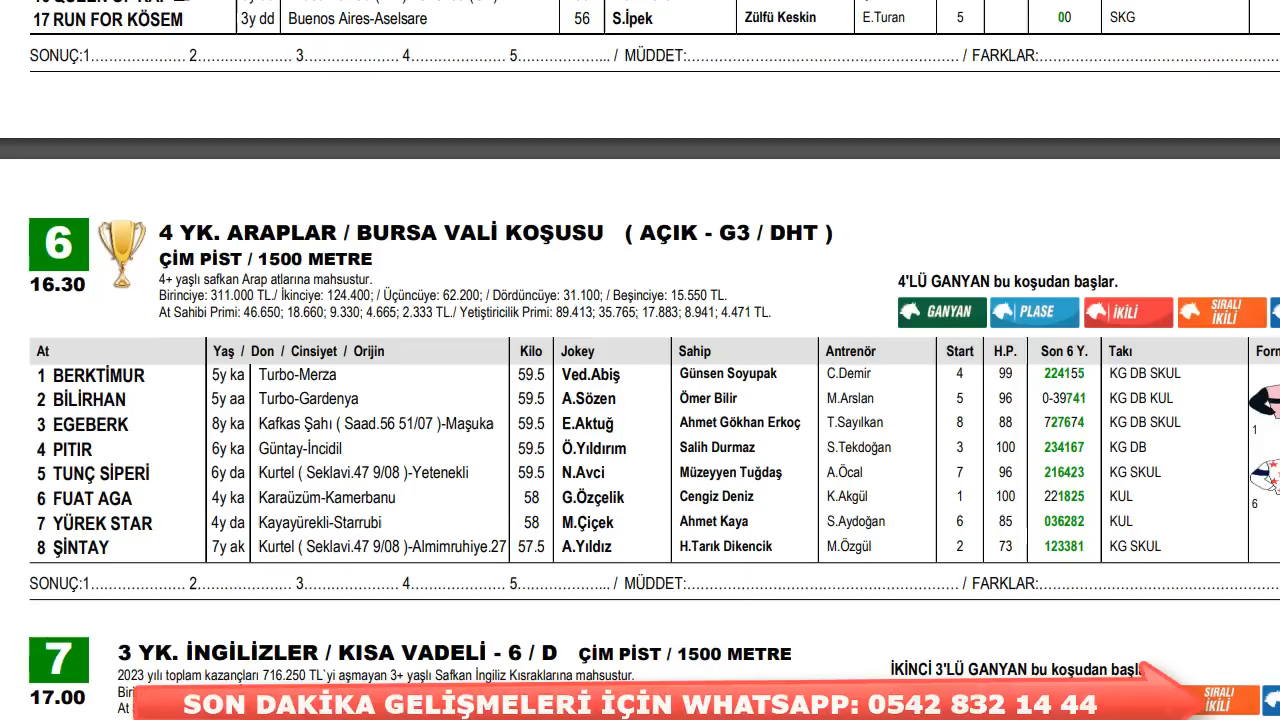 17 RUN FOR KÖSEM 3y dd Buenos Aires-Aselsare 56 S.İpek Zülfü Keskin E.Turan 5 00 SKG
SONUÇ:1........................ 2........................ 3........................ 4........................ 5........................ / MÜDDET:................................................................ / FARKLAR:................................................................
6
16.30
4 YK. ARAPLAR / BURSA VALİ KOŞUSU ( AÇIK - G3 / DHT )
ÇİM PİST / 1500 METRE
4+ yaşlı safkan Arap atlarına mahsustur.
Birinciye: 311.000 TL./ İkinciye: 124.400; / Üçüncüye: 62.200; / Dördüncüye: 31.100; / Beşinciye: 15.550 TL.
At Sahibi Primi: 46.650; 18.660; 9.330; 4.665; 2.333 TL./ Yetiştiricilik Primi: 89.413; 35.765; 17.883; 8.941; 4.471 TL.
4'LÜ GANYAN bu koşudan başlar.
GANYAN PLASE İKİLİ SIRALI İKİLİ
At Yaş / Don / Cinsiyet / Orijin Kilo Jokey Sahip Antrenör Start H.P. Son 6 Y. Takı Form
1 BERKTİMUR 5y ka Turbo-Merza 59.5 Ved.Abiş Günsen Soyupak C.Demir 4 99 224155 KG DB SKUL
2 BİLİRHAN 5y aa Turbo-Gardenya 59.5 A.Sözen Ömer Bilir M.Arslan 5 96 0-39741 KG DB KUL
3 EGEBERK 8y ka Kafkas Şahı ( Saad.56 51/07 )-Maşuka 59.5 E.Aktuğ Ahmet Gökhan Erkoç T.Sayılkan 8 88 727674 KG DB SKUL
1
4 PITIR 6y ka Güntay-İncidil 59.5 Ö.Yıldırım Salih Durmaz S.Tekdoğan 3 100 234167 KG DB
5 TUNÇ SİPERİ 6y da Kurtel ( Seklavi.47 9/08 )-Yetenekli 59.5 N.Avci Müzeyyen Tuğdaş A.Öcal 7 96 216423 KG SKUL
6 FUAT AGA 4y ka Karaüzüm-Kamerbanu 58 G.Özçelik Cengiz Deniz K.Akgül 1 100 221825 KUL
6
7 YÜREK STAR 4y da Kayayürekli-Starrubi 58 M.Çiçek Ahmet Kaya S.Aydoğan 6 85 036282 KUL
8 ŞİNTAY 7y ak Kurtel ( Seklavi.47 9/08 )-Almimruhiye.27 57.5 A.Yıldız H.Tarık Dikencik M.Özgül 2 73 123381 KG SKUL
SONUÇ:1........................ 2........................ 3........................ 4........................ 5........................ / MÜDDET:................................................................ / FARKLAR:................................................................
7
17.00
3 YK. İNGİLİZLER / KISA VADELİ - 6 / D ÇİM PİST / 1500 METRE
2023 yılı toplam kazançları 716.250 TL'yi aşmayan 3+ yaşlı Safkan İngiliz Kısraklarına mahsustur.
İKİNCİ 3'LÜ GANYAN bu koşudan başla
Biri
At S
SIRALI İKİLİ
SON DAKİKA GELİŞMELERİ İÇİN WHATSAPP: 0542 832 14 44